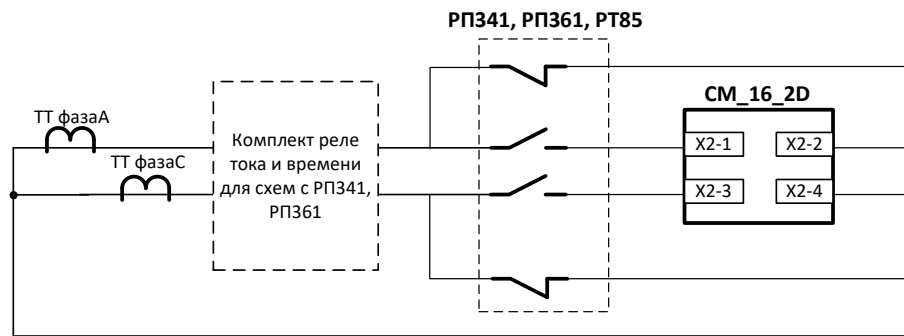 РП341, РП361, РТ85
CM_16_2D
ТТ фазаА
ТТ фазаС
Комплект реле
тока и времени
для схем с РП341,
РП361
X2-1
X2-2
X2-3
X2-4